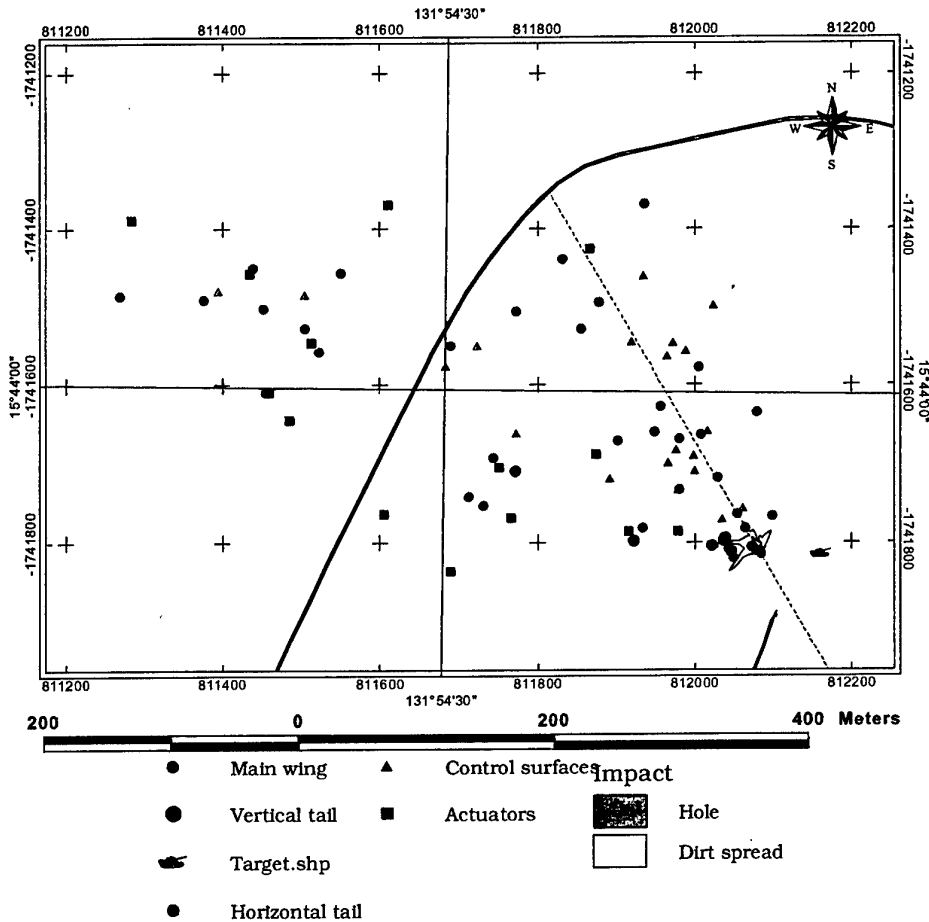 131°54'30"
811200 811400 811600 811800 812000 812200
-1741200 -1741200
N
W E
S
-1741400 -1741400
15°44'00" -1741600 -1741600 15°44'00"
-1741800 -1741800
811200 811400 811600 811800 812000 812200
131°54'30"
200 0 200 400 Meters
Main wing Control surfaces Impact
Vertical tail Actuators Hole
Target.shp Dirt spread
Horizontal tail